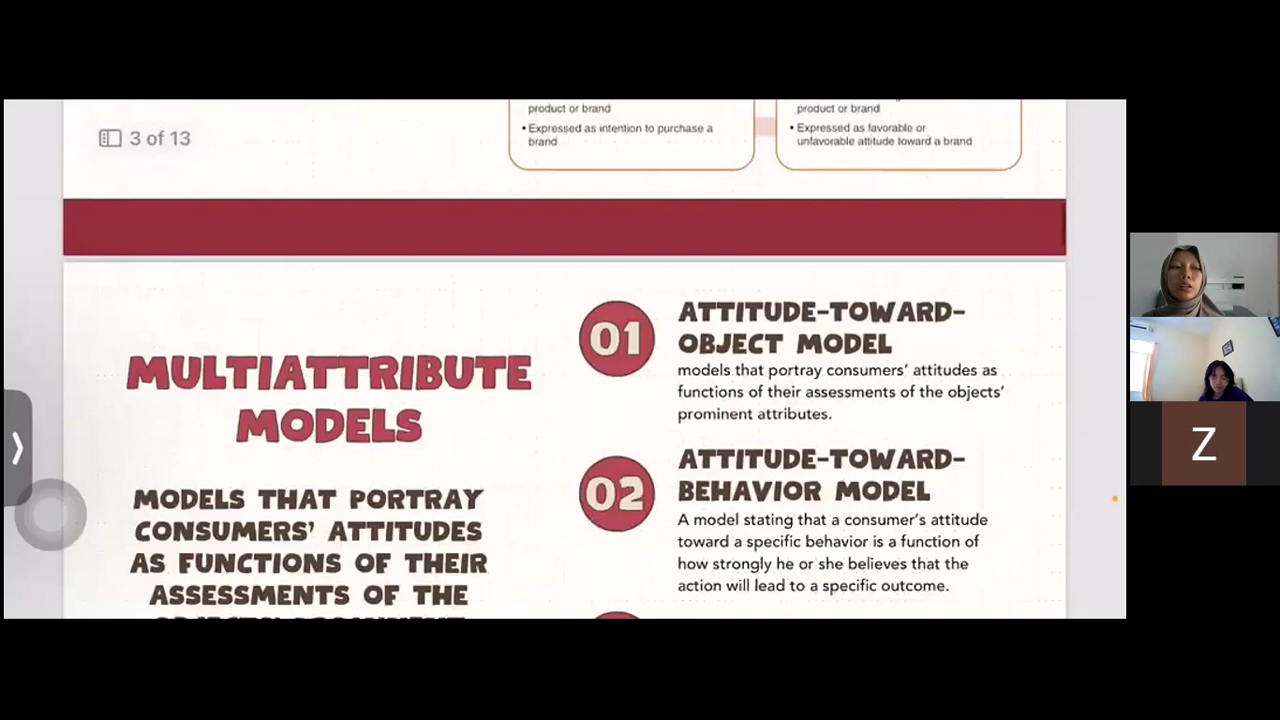 product or brand
• Expressed as intention to purchase a
brand
product or brand
• Expressed as favorable or
unfavorable attitude toward a brand
3 of 13
MULTIATTRIBUTE
MODELS
MODELS THAT PORTRAY
CONSUMERS' ATTITUDES
AS FUNCTIONS OF THEIR
ASSESSMENTS OF THE
01
ATTITUDE-TOWARD-
OBJECT MODEL
models that portray consumers' attitudes as
functions of their assessments of the objects'
prominent attributes.
02
ATTITUDE-TOWARD-
BEHAVIOR MODEL
A model stating that a consumer's attitude
toward a specific behavior is a function of
how strongly he or she believes that the
action will lead to a specific outcome.
Z